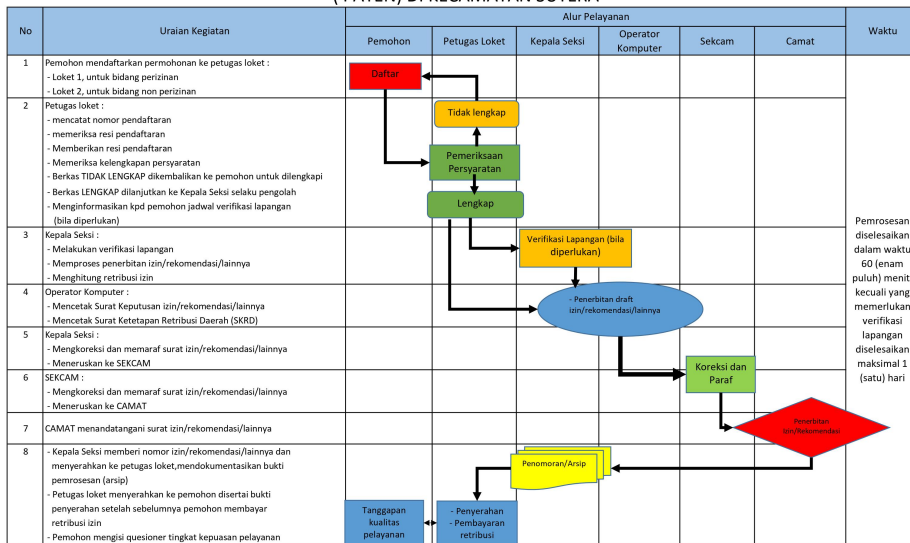 ( PATEN) DI KECAMATAN SUTERA
No
Uraian Kegiatan
Alur Pelayanan
Waktu
Pemohon
Petugas Loket
Kepala Seksi
Operator
Komputer
Sekcam
Camat
1
Pemohon mendaftarkan permohonan ke petugas loket :
- Loket 1, untuk bidang perizinan
- Loket 2, untuk bidang non perizinan
Daftar
2
Petugas loket :
- mencatat nomor pendaftaran
- memeriksa resi pendaftaran
- Memberikan resi pendaftaran
- Memeriksa kelengkapan persyaratan
- Berkas TIDAK LENGKAP dikembalikan ke pemohon untuk dilengkapi
- Berkas LENGKAP dilanjutkan ke Kepala Seksi selaku pengolah
- Menginformasikan kpd pemohon jadwal verifikasi lapangan
(bila diperlukan)
Tidak lengkap
Pemeriksaan
Persyaratan
Lengkap
3
Kepala Seksi :
- Melakukan verifikasi lapangan
- Memproses penerbitan izin/rekomendasi/lainnya
- Menghitung retribusi izin
Verifikasi Lapangan (bila
diperlukan)
4
Operator Komputer :
- Mencetak Surat Keputusan izin/rekomendasi/lainnya
- Mencetak Surat Ketetapan Retribusi Daerah (SKRD)
- Penerbitan draft
izin/rekomendasi/lainnya
5
Kepala Seksi :
- Mengkoreksi dan memaraf surat izin/rekomendasi/lainnya
- Meneruskan ke SEKCAM
Koreksi dan
Paraf
6
SEKCAM :
- Mengkoreksi dan memaraf surat izin/rekomendasi/lainnya
- Meneruskan ke CAMAT
7
CAMAT menandatangani surat izin/rekomendasi/lainnya
Penerbitan
Izin/Rekomendasi
8
- Kepala Seksi memberi nomor izin/rekomendasi/lainnya dan
menyerahkan ke petugas loket,mendokumentasikan bukti
pemrosesan (arsip)
- Petugas loket menyerahkan ke pemohon disertai bukti
penyerahan setelah sebelumnya pemohon membayar
retribusi izin
- Pemohon mengisi quesioner tingkat kepuasan pelayanan
Penomoran/Arsip
Tanggapan
kualitas
pelayanan
- Penyerahan
- Pembayaran
retribusi
Pemrosesan
diselesaikan
dalam waktu
60 (enam
puluh) menit
kecuali yang
memerlukan
verifikasi
lapangan
diselesaikan
maksimal 1
(satu) hari